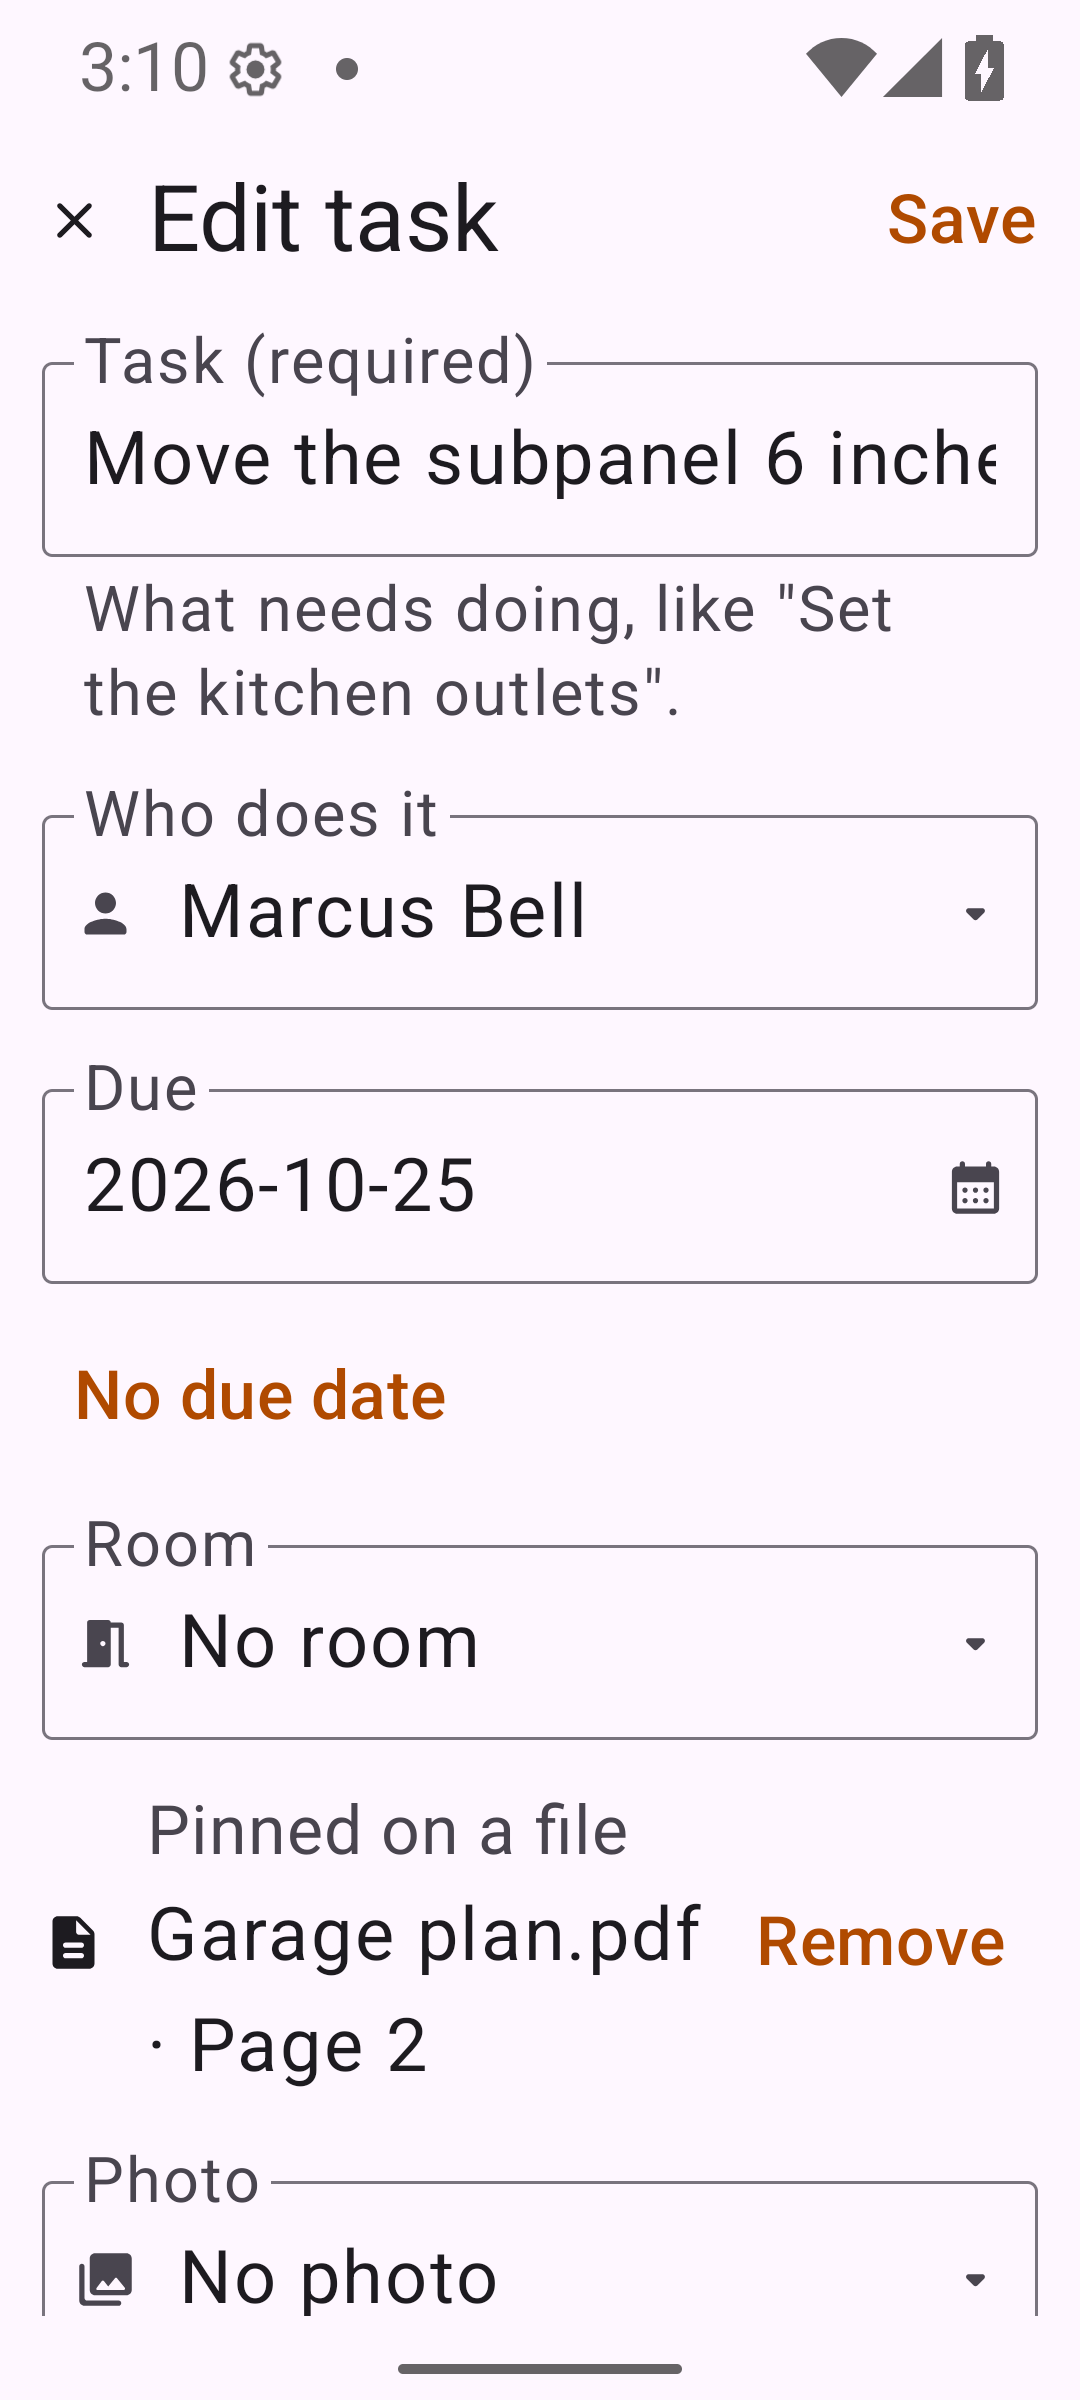 3:10
Edit task
Save
Task (required)
Move the subpanel 6 inche
What needs doing, like "Set
the kitchen outlets".
Who does it
Marcus Bell
Due
2026-10-25
No due date
Room
No room
Pinned on a file
Garage plan.pdf
· Page 2
Remove
Photo
No photo